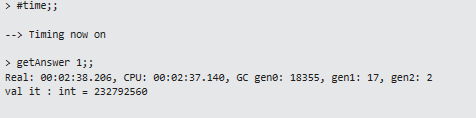 > #time;;
--> Timing now on
> getAnswer 1;;
Real: 00:02:38.206, CPU: 00:02:37.140, GC gen0: 18355, gen1: 17, gen2: 2
val it : int = 232792560